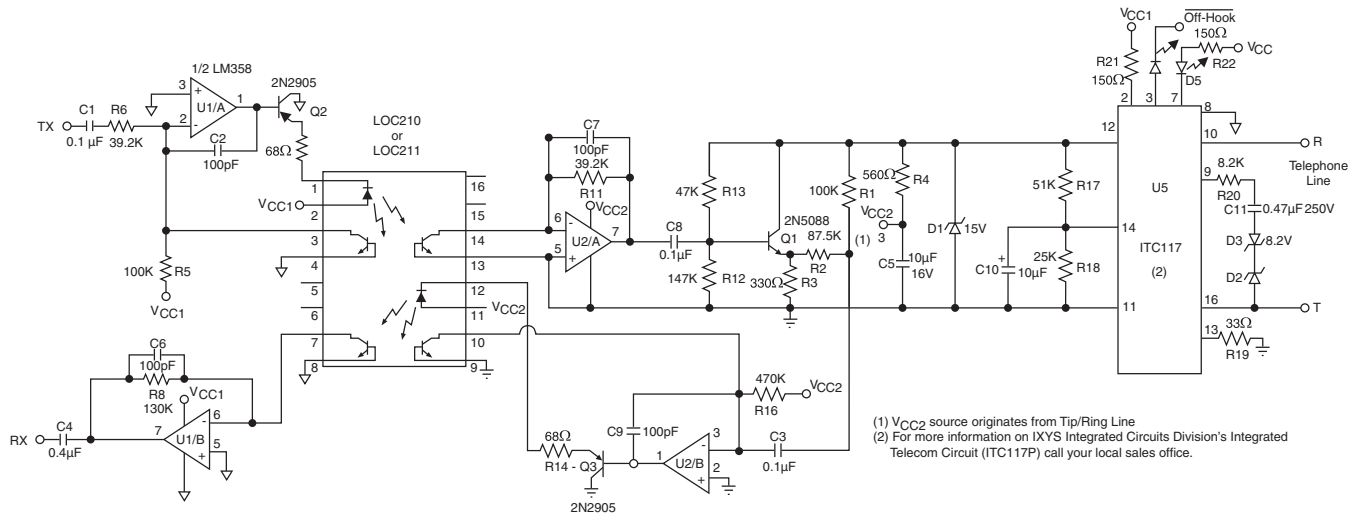 1/2 LM358
2N2905
3
+
U1/A
1
Q2
TX
C1
R6
2
-
0.1 µF
39.2K
C2
100pF
68Ω
LOC210
or
LOC211
1
VCC1
2
3
4
5
6
7
8
16
15
14
13
12
11
VCC2
10
9
100K
R5
VCC1
C6
100pF
R8
130K
VCC1
6
-
7
U1/B
5
+
RX
C4
0.4µF
C7
100pF
39.2K
R11
VCC2
6
-
5
+
U2/A
7
C8
0.1µF
47K
R13
147K
R12
2N5088
Q1
87.5K
R2
330Ω
R3
100K
R1
560Ω
R4
VCC2
(1)
3
C5
10µF
16V
D1
15V
51K
R17
+
C10
10µF
25K
R18
VCC1
Off-Hook
150Ω
VCC
R21
150Ω
R22
D5
2
3
7
8
12
10
R
Telephone
Line
9
8.2K
R20
C11
0.47µF 250V
U5
ITC117
(2)
14
D3
8.2V
D2
11
16
T
13
33Ω
R19
470K
R16
VCC2
C9
100pF
68Ω
R14 - Q3
2N2905
1
U2/B
3
-
2
+
C3
0.1µF
(1) VCC2 source originates from Tip/Ring Line
(2) For more information on IXYS Integrated Circuits Division's Integrated
Telecom Circuit (ITC117P) call your local sales office.